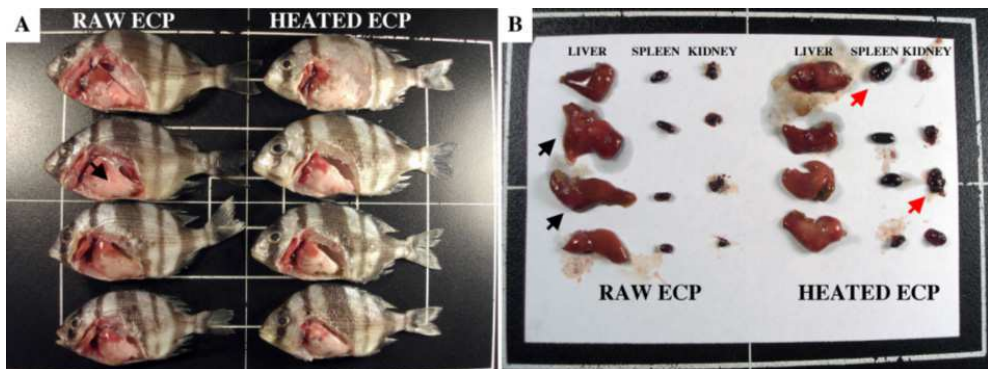 A
RAW ECP
HEATED ECP
B
LIVER SPLEEN KIDNEY
LIVER SPLEEN KIDNEY
RAW ECP
HEATED ECP